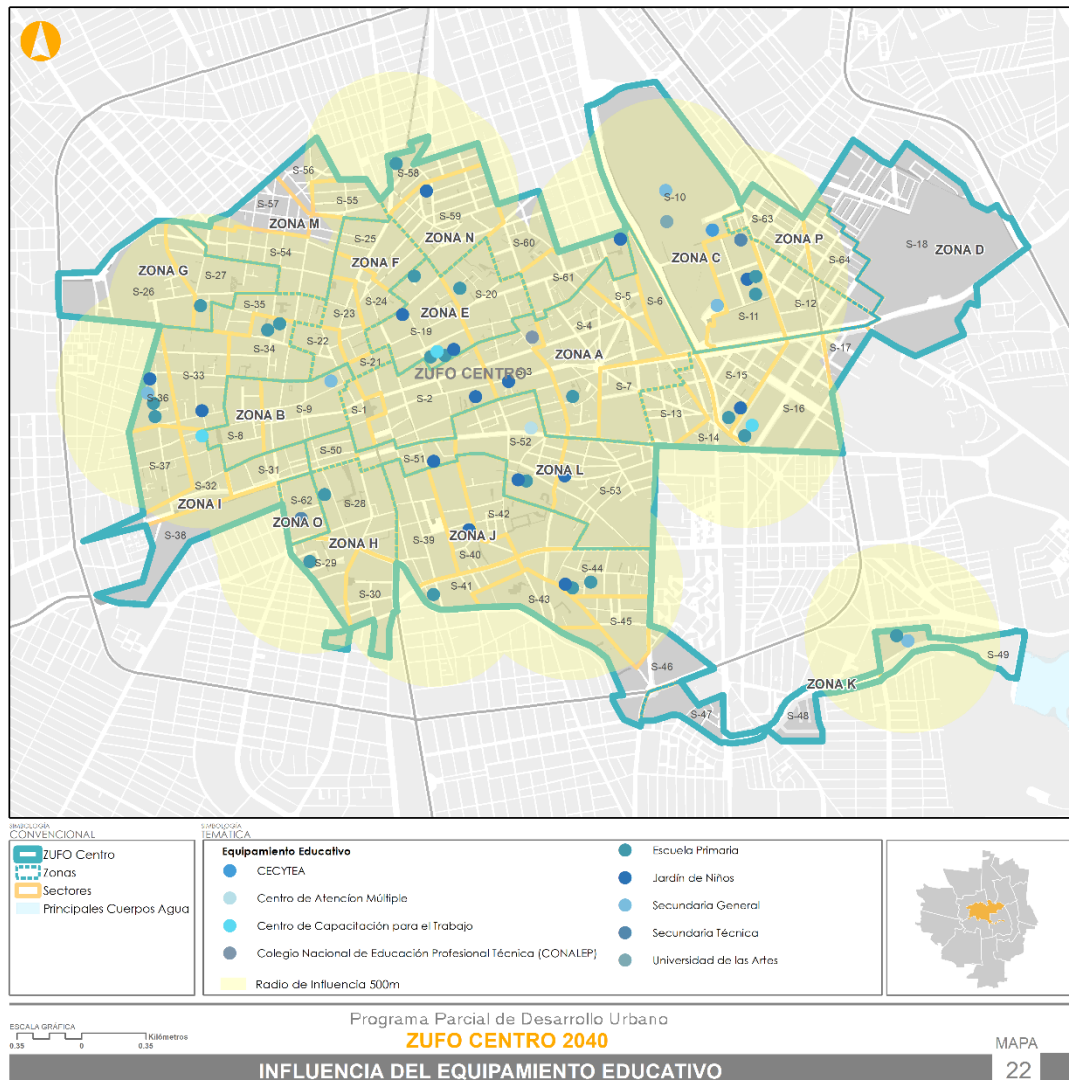 S-56
S-58
S-57
S-55
S-10
ZONA M
S-59
S-63
ZONA N
ZONA P
S-25
S-60
S-18
ZONA D
S-54
ZONA C
S-64
ZONA F
ZONA G
S-27
S-61
S-26
S-24
S-20
S-5
S-6
S-12
S-35
S-23
ZONA E
S-11
S-19
S-4
S-22
S-34
S-17
S-21
ZONA A
S-33
ZUFO CENTRO
S-3
S-15
S-7
S-36
S-2
S-16
ZONA B
S-9
S-1
S-13
S-8
S-14
S-52
S-50
S-51
S-37
S-31
ZONA L
S-32
S-53
S-62
S-28
ZONA I
S-42
ZONA O
S-38
ZONA J
S-39
ZONA H
S-40
S-29
S-44
S-30
S-41
S-43
S-45
S-49
S-46
ZONA K
S-47
S-48
SIMBOLOGÍA
CONVENCIONAL
ZUFO Centro
Zonas
Sectores
Principales Cuerpos Agua
SIMBOLOGÍA
TEMATICA
Equipamiento Educativo
CECYTEA
Centro de Atención Múltiple
Centro de Capacitación para el Trabajo
Colegio Nacional de Educación Profesional Técnica (CONALEP)
Radio de Influencia 500m
Escuela Primaria
Jardín de Niños
Secundaria General
Secundaria Técnica
Universidad de las Artes
ESCALA GRÁFICA
Kilómetros
0.35 0 0.35
Programa Parcial de Desarrollo Urbano
ZUFO CENTRO 2040
INFLUENCIA DEL EQUIPAMIENTO EDUCATIVO
MAPA
22